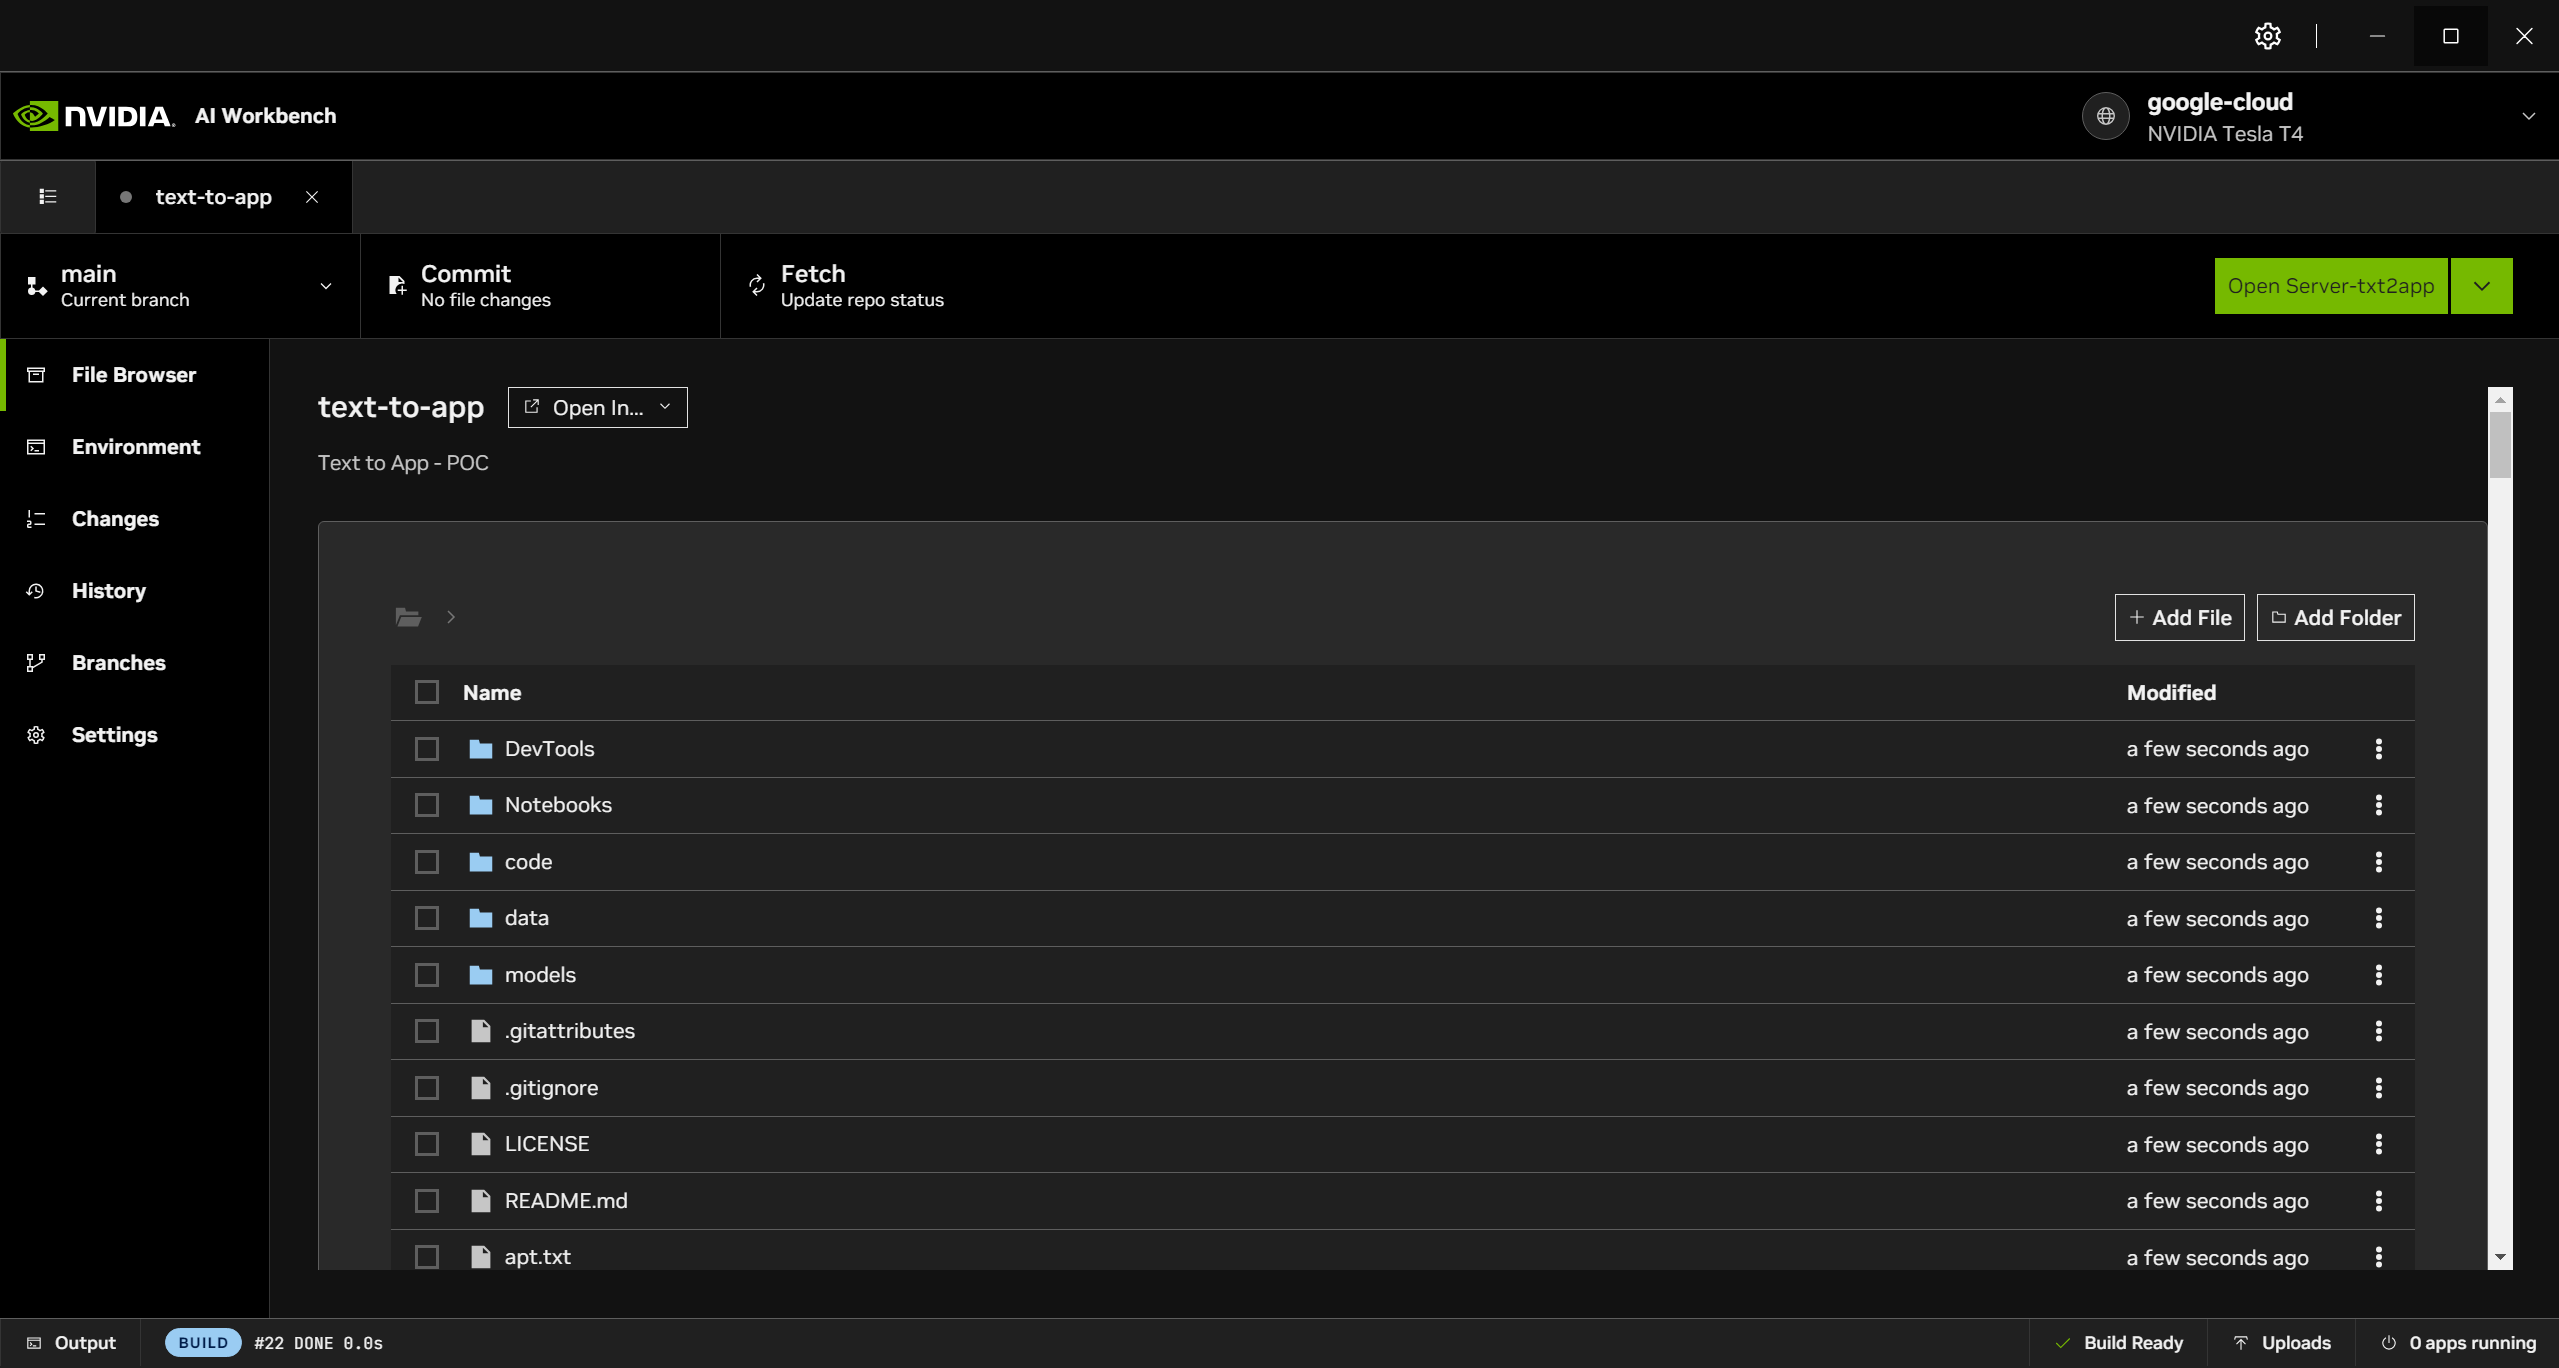 NVIDIA. AI Workbench
google-cloud
NVIDIA Tesla T4
text-to-app
main
Current branch
Commit
No file changes
Fetch
Update repo status
Open Server-txt2app
File Browser
Environment
Changes
History
Branches
Settings
text-to-app
Open In...
Text to App - POC
Add File
Add Folder
Name Modified
DevTools a few seconds ago
Notebooks a few seconds ago
code a few seconds ago
data a few seconds ago
models a few seconds ago
.gitattributes a few seconds ago
.gitignore a few seconds ago
LICENSE a few seconds ago
README.md a few seconds ago
apt.txt a few seconds ago
Output BUILD #22 DONE 0.0s Build Ready Uploads 0 apps running